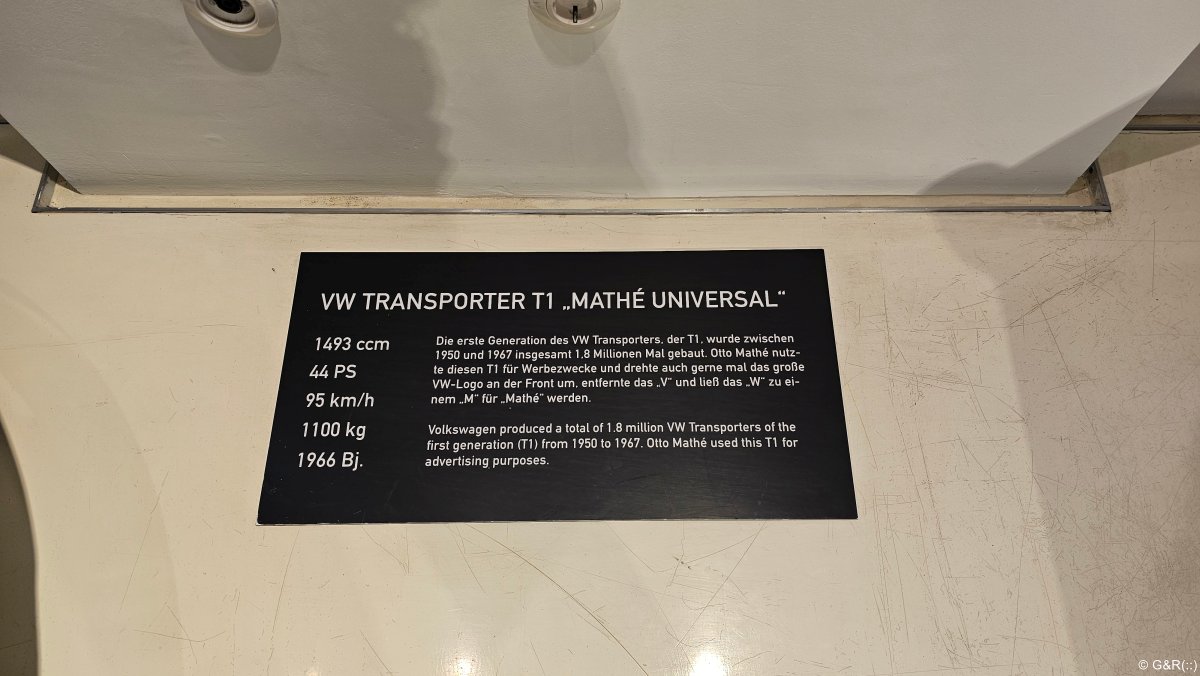 VW TRANSPORTER T1 „MATHÉ UNIVERSAL“
1493 ccm
44 PS
95 km/h
1100 kg
1966 Bj.
Die erste Generation des VW Transporters, der T1, wurde zwischen
1950 und 1967 insgesamt 1,8 Millionen Mal gebaut. Otto Mathé nutz-
te diesen T1 für Werbezwecke und drehte auch gerne mal das große
VW-Logo an der Front um, entfernte das „V“ und ließ das „W“ zu ei-
nem „M“ für „Mathé“ werden.
Volkswagen produced a total of 1.8 million VW Transporters of the
first generation (T1) from 1950 to 1967. Otto Mathé used this T1 for
advertising purposes.
© G&R(::)